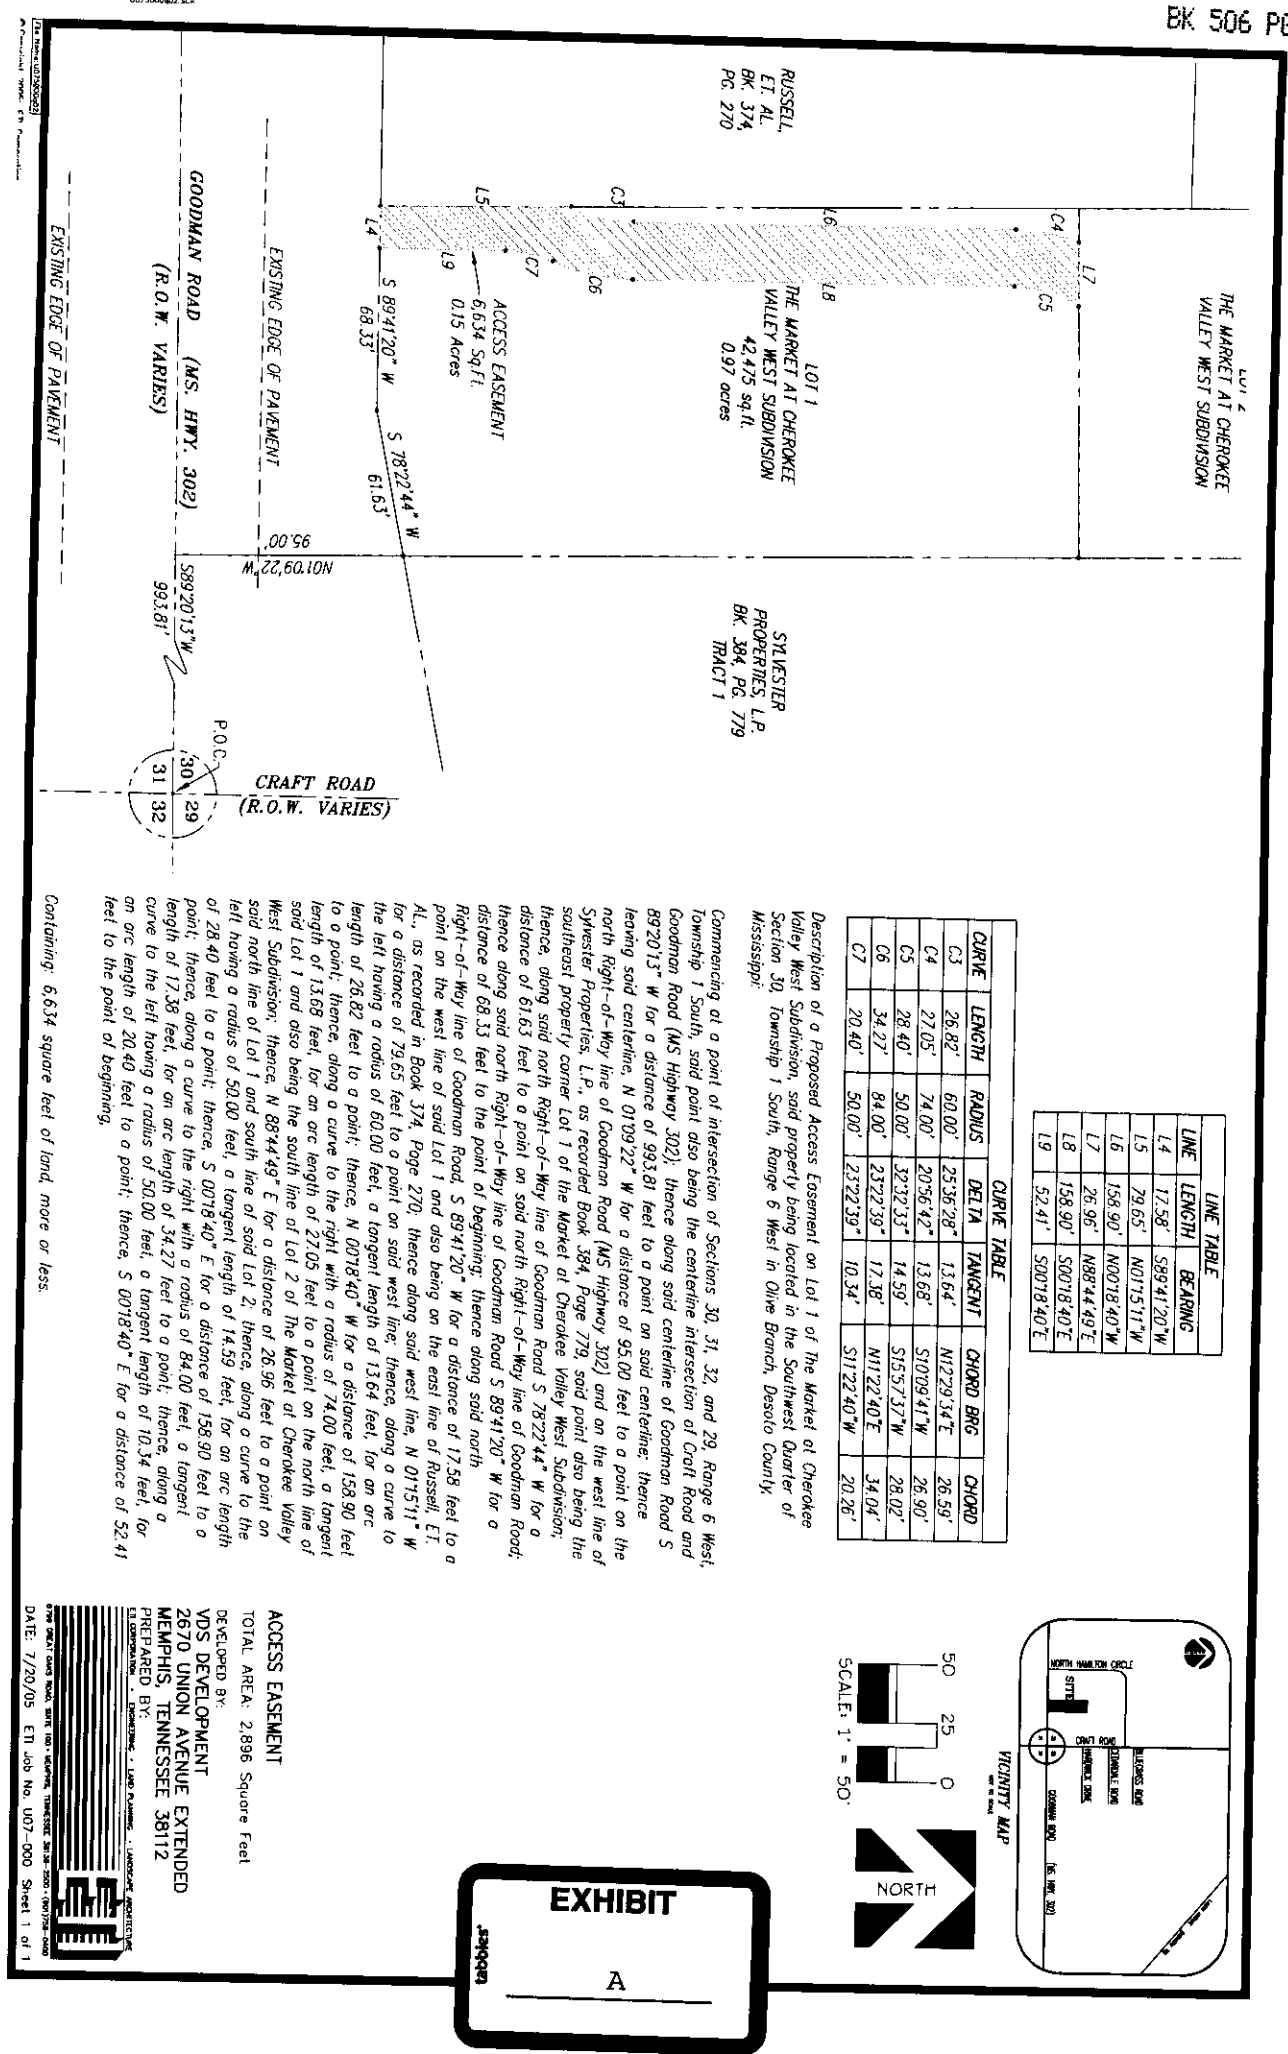 BK 506 PG
LOT 2
THE MARKET AT CHEROKEE
VALLEY WEST SUBDIVISION
RUSSELL,
ET. AL.
BK. 374,
PG. 270
C4
L7
C5
L6
L8
C3
C6
C7
L5
L9
L4
LOT 1
THE MARKET AT CHEROKEE
VALLEY WEST SUBDIVISION
42,475 sq.ft.
0.97 acres
ACCESS EASEMENT
6,634 Sq.Ft.
0.15 Acres
S 89°41'20" W
68.33'
S 78°22'44" W
61.63'
EXISTING EDGE OF PAVEMENT
GOODMAN ROAD (MS. HWY. 302)
(R.O.W. VARIES)
EXISTING EDGE OF PAVEMENT
95.00'
N01°09'22"W
S89°20'13"W
993.81'
SYLVESTER
PROPERTIES, L.P.
BK. 384, PG. 779
TRACT 1
P.O.C.
30
29
31
32
CRAFT ROAD
(R.O.W. VARIES)
LINE TABLE
LINE LENGTH BEARING
L4 17.58' S89°41'20"W
L5 79.65' N01°15'11"W
L6 158.90' N00°18'40"W
L7 26.96' N88°44'49"E
L8 158.90' S00°18'40"E
L9 52.41' S00°18'40"E
CURVE TABLE
CURVE LENGTH RADIUS DELTA TANGENT CHORD BRG CHORD
C3 26.82' 60.00' 25°36'28" 13.64' N12°29'34"E 26.59'
C4 27.05' 74.00' 20°56'42" 13.68' S10°09'41"W 26.90'
C5 28.40' 50.00' 32°32'33" 14.59' S15°57'37"W 28.02'
C6 34.27' 84.00' 23°22'39" 17.38' N11°22'40"E 34.04'
C7 20.40' 50.00' 23°22'39" 10.34' S11°22'40"W 20.26'
Description of a Proposed Access Easement on Lot 1 of The Market at Cherokee
Valley West Subdivision, said property being located in the Southwest Quarter of
Section 30, Township 1 South, Range 6 West in Olive Branch, Desoto County,
Mississippi:
Commencing at a point of intersection of Sections 30, 31, 32, and 29, Range 6 West,
Township 1 South, said point also being the centerline intersection of Craft Road and
Goodman Road (MS Highway 302); thence along said centerline of Goodman Road S
89°20'13" W for a distance of 993.81 feet to a point on said centerline; thence
leaving said centerline, N 01°09'22" W for a distance of 95.00 feet to a point on the
north Right-of-Way line of Goodman Road (MS Highway 302) and on the west line of
Sylvester Properties, L.P., as recorded Book 384, Page 779, said point also being the
southeast property corner Lot 1 of the Market at Cherokee Valley West Subdivision;
thence, along said north Right-of-Way line of Goodman Road S 78°22'44" W for a
distance of 61.63 feet to a point on said north Right-of-Way line of Goodman Road;
thence along said north Right-of-Way line of Goodman Road S 89°41'20" W for a
distance of 68.33 feet to the point of beginning; thence along said north
Right-of-Way line of Goodman Road, S 89°41'20" W for a distance of 17.58 feet to a
point on the west line of said Lot 1 and also being on the east line of Russell, ET.
AL., as recorded in Book 374, Page 270; thence along said west line, N 01°15'11" W
for a distance of 79.65 feet to a point on said west line; thence, along a curve to
the left having a radius of 60.00 feet, a tangent length of 13.64 feet, for an arc
length of 26.82 feet to a point; thence, N 00°18'40" W for a distance of 158.90 feet
to a point; thence, along a curve to the right with a radius of 74.00 feet, a tangent
length of 13.68 feet, for an arc length of 27.05 feet to a point on the north line of
said Lot 1 and also being the south line of Lot 2 of The Market at Cherokee Valley
West Subdivision; thence, N 88°44'49" E for a distance of 26.96 feet to a point on
said north line of Lot 1 and south line of said Lot 2; thence, along a curve to the
left having a radius of 50.00 feet, a tangent length of 14.59 feet, for an arc length
of 28.40 feet to a point; thence, S 00°18'40" E for a distance of 158.90 feet to a
point; thence, along a curve to the right with a radius of 84.00 feet, a tangent
length of 17.38 feet, for an arc length of 34.27 feet to a point; thence, along a
curve to the left having a radius of 50.00 feet, a tangent length of 10.34 feet, for
an arc length of 20.40 feet to a point; thence, S 00°18'40" E for a distance of 52.41
feet to the point of beginning.
Containing: 6,634 square feet of land, more or less.
NORTH HAMILTON CIRCLE
SITE
CRAFT ROAD
BLUEGRASS ROAD
HARDWICK DRIVE
GOODMAN ROAD (MS HWY. 302)
VICINITY MAP
NOT TO SCALE
50 25 0
SCALE: 1" = 50'
NORTH
ACCESS EASEMENT
TOTAL AREA: 2,896 Square Feet
DEVELOPED BY:
VDS DEVELOPMENT
2670 UNION AVENUE EXTENDED
MEMPHIS, TENNESSEE 38112
PREPARED BY:
ETI CORPORATION • ENGINEERING • LAND PLANNING • LANDSCAPE ARCHITECTURE
ETI
DATE: 7/20/05 ETI Job No. U07-000 Sheet 1 of 1
EXHIBIT
A
tabbies